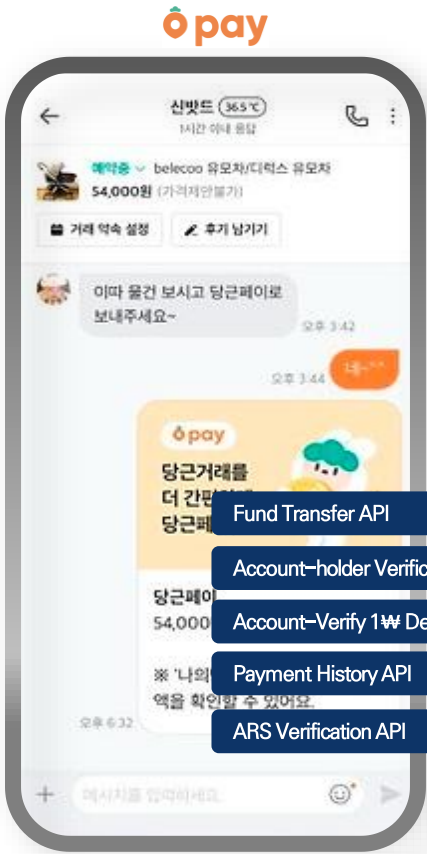 pay
신밧드 36.5℃
1시간 이내 응답
예약중 belecoo 유모차/디럭스 유모차
54,000원 (가격제안불가)
거래 약속 설정 후기 남기기
이따 물건 보시고 당근페이로
보내주세요~
오후 3:42
네~^^
오후 3:44
pay
당근거래를
더 간편
당근페
Fund Transfer API
Account-holder Verific
당근페이
54,000
Account-Verify 1₩ De
※ '나의
Payment History API
액을 확인할 수 있어요.
ARS Verification API
오후 6:32
메시지를 입력하세요.